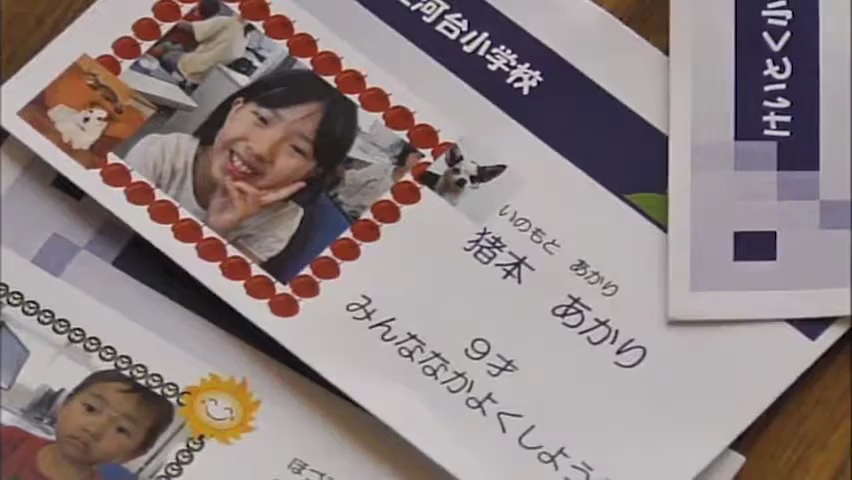 河台小学校
いのもと あかり
猪本 あかり
9才
みんななかよくしよう